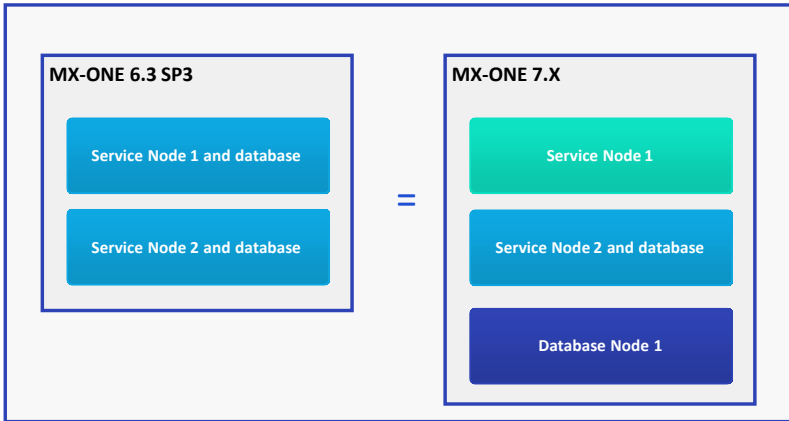 MX-ONE 6.3 SP3
Service Node 1 and database
Service Node 2 and database
=
MX-ONE 7.X
Service Node 1
Service Node 2 and database
Database Node 1